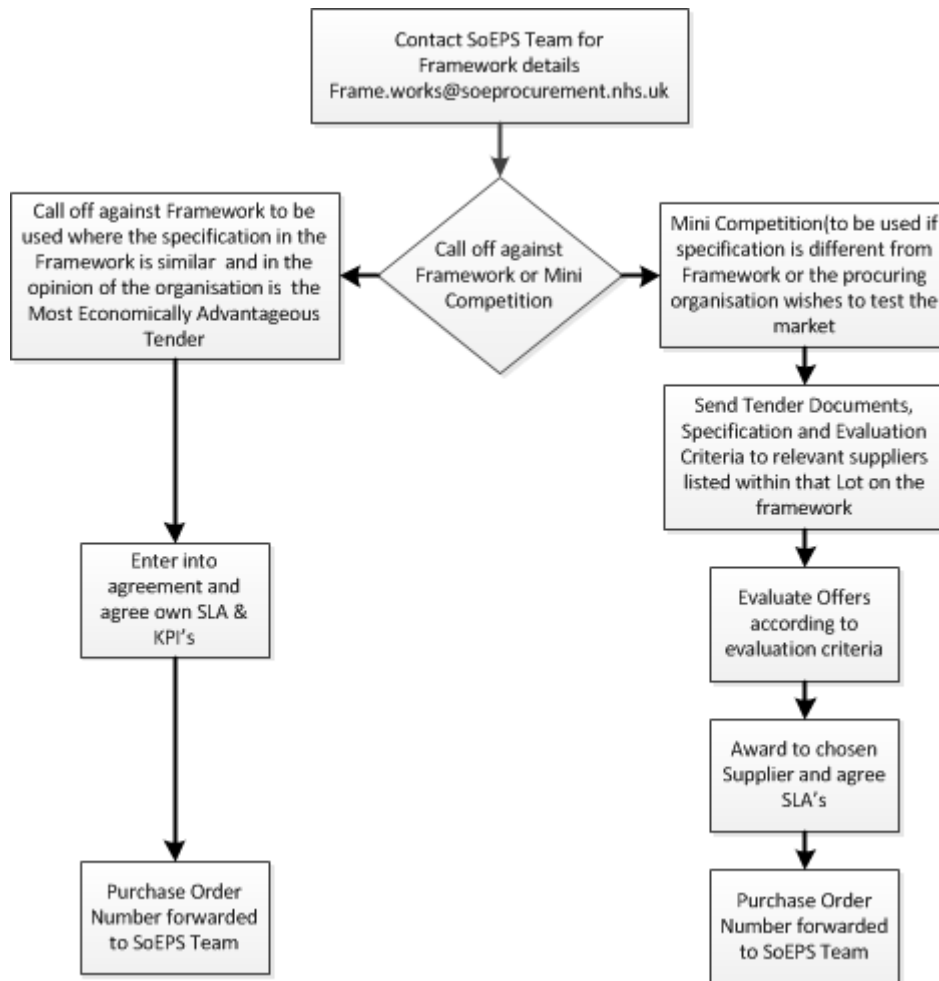 Contact SoEPS Team for
Framework details
Frame.works@soeprocurement.nhs.uk
Call off against Framework to be
used where the specification in the
Framework is similar and in the
opinion of the organisation is the
Most Economically Advantageous
Tender
Call off against
Framework or Mini
Competition
Mini Competition(to be used if
specification is different from
Framework or the procuring
organisation wishes to test the
market
Send Tender Documents,
Specification and Evaluation
Criteria to relevant suppliers
listed within that Lot on the
framework
Enter into
agreement and
agree own SLA &
KPI's
Evaluate Offers
according to
evaluation criteria
Award to chosen
Supplier and agree
SLA's
Purchase Order
Number forwarded
to SoEPS Team
Purchase Order
Number forwarded
to SoEPS Team